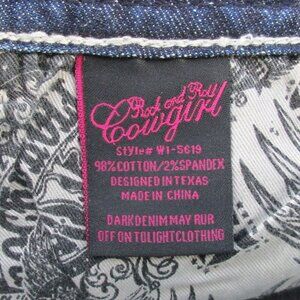 Rock and Roll
Cowgirl
Style# W1-5619
98% COTTON/2% SPANDEX
DESIGNED IN TEXAS
MADE IN CHINA
DARK DENIM MAY RUR
OFF ON TO LIGHT CLOTHING